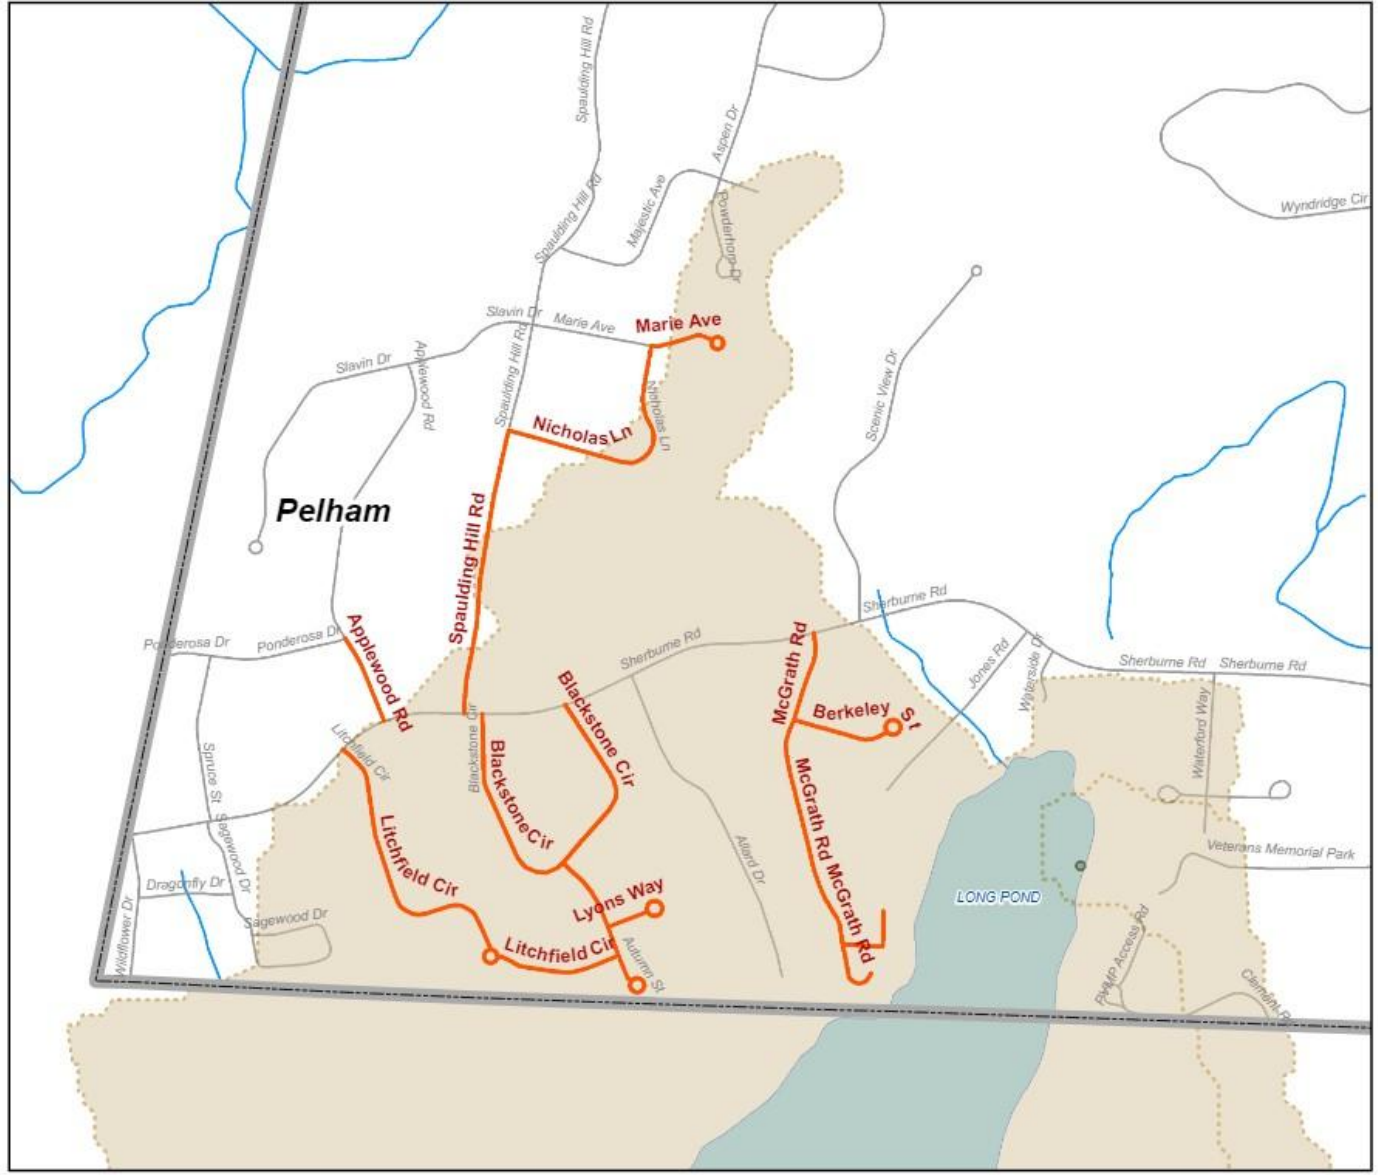 Spaulding Hill Rd
Aspen Dr
Spaulding Hill Rd
Majestic Ave
Powderhorn Dr
Wyndridge Cir
Slavin Dr
Marie Ave
Marie Ave
Slavin Dr
Applewood Rd
Spaulding Hill Rd
Nicholas Ln
Nicholas Ln
Scenic View Dr
Pelham
Spaulding Hill Rd
Sherburne Rd
Ponderosa Dr
Ponderosa Dr
Applewood Rd
Sherburne Rd
McGrath Rd
Jones Rd
Waterside Dr
Sherburne Rd
Sherburne Rd
Blackstone Cir
Berkeley St
Waterford Way
Litchfield Cir
Blackstone Cir
Blackstone Cir
Spruce St
McGrath Rd
Litchfield Cir
Sagewood Dr
Allard Dr
Veterans Memorial Park
Dragonfly Dr
Lyons Way
McGrath Rd
LONG POND
Sagewood Dr
Wildflower Dr
Litchfield Cir
Autumn St
Access Rd
Clement R